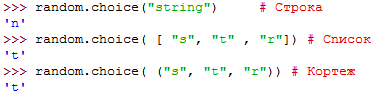 >>> random.choice("string")     # Строка
'n'
>>> random.choice( [ "s", "t" , "r"]) # Список
't'
>>> random.choice( ("s", "t", "r")) # Кортеж
't'